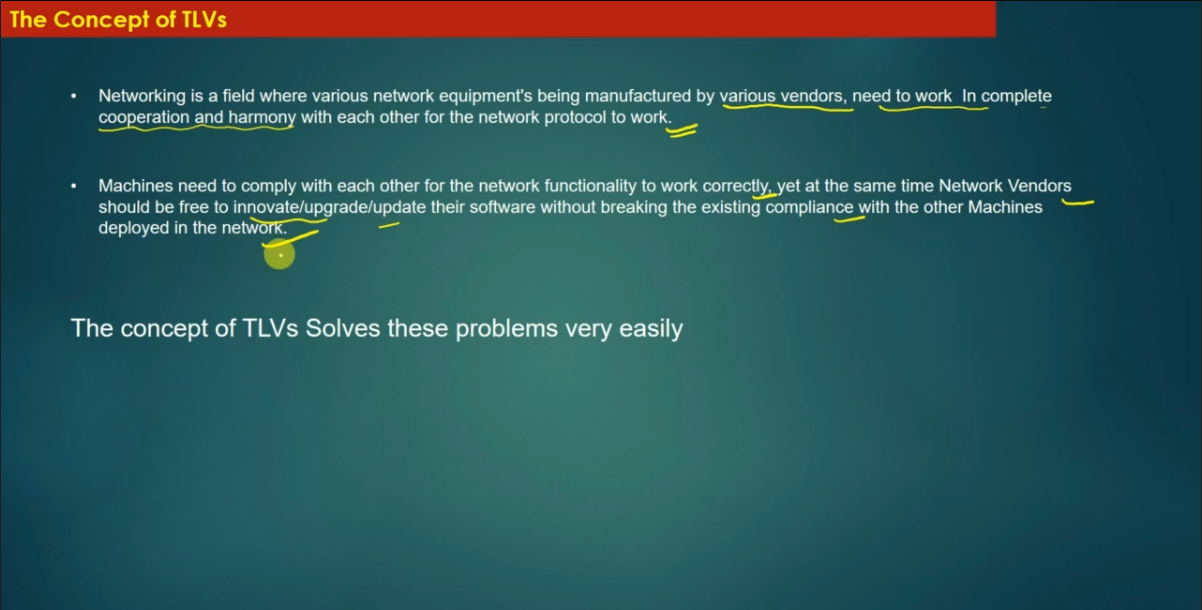 The Concept of TLVs
• Networking is a field where various network equipment's being manufactured by various vendors, need to work In complete
cooperation and harmony with each other for the network protocol to work.
• Machines need to comply with each other for the network functionality to work correctly, yet at the same time Network Vendors
should be free to innovate/upgrade/update their software without breaking the existing compliance with the other Machines
deployed in the network.
The concept of TLVs Solves these problems very easily